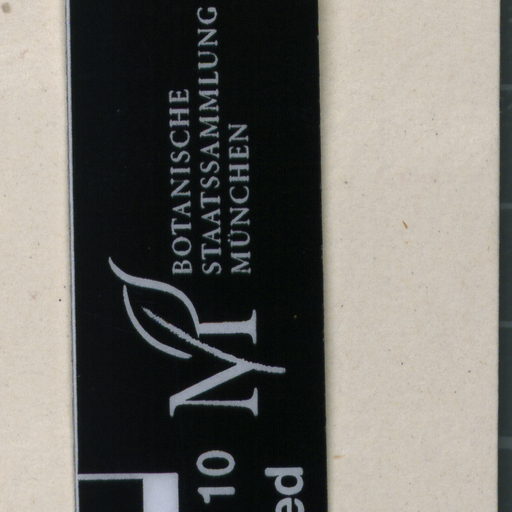 BOTANISCHE
STAATSSAMMLUNG
MÜNCHEN
M
10
ed